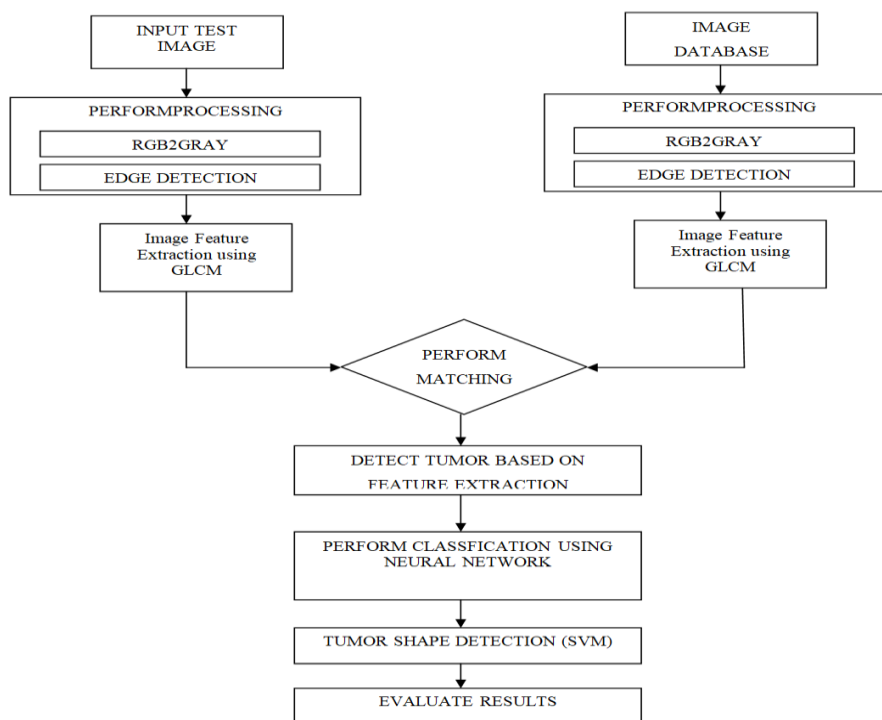 INPUT TEST
IMAGE
PERFORMPROCESSING
RGB2GRAY
EDGE DETECTION
Image Feature
Extraction using
GLCM
IMAGE
DATABASE
PERFORMPROCESSING
RGB2GRAY
EDGE DETECTION
Image Feature
Extraction using
GLCM
PERFORM
MATCHING
DETECT TUMOR BASED ON
FEATURE EXTRACTION
PERFORM CLASSFICATION USING
NEURAL NETWORK
TUMOR SHAPE DETECTION (SVM)
EVALUATE RESULTS